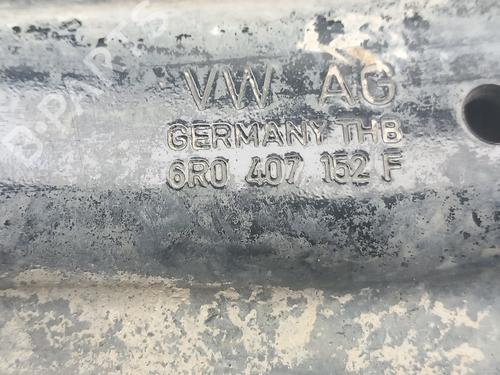 VW AG
GERMANY THB
6R0 407 152 F